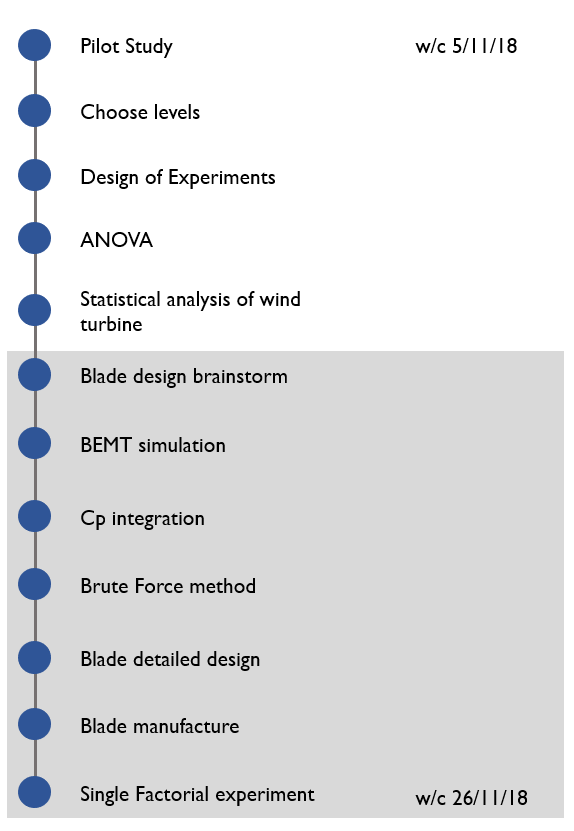 Pilot Study w/c 5/11/18
Choose levels
Design of Experiments
ANOVA
Statistical analysis of wind
turbine
Blade design brainstorm
BEMT simulation
Cp integration
Brute Force method
Blade detailed design
Blade manufacture
Single Factorial experiment w/c 26/11/18